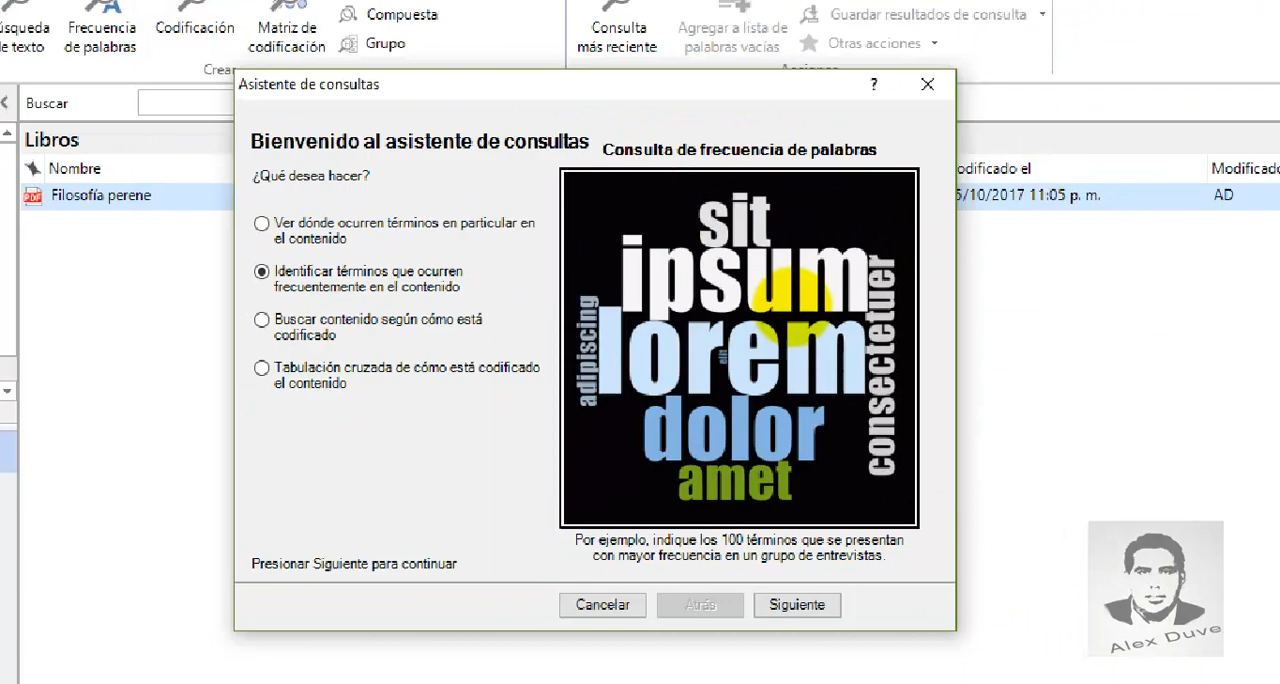 Compuesta
Guardar resultados de consulta
de texto
Frecuencia
de palabras
Codificación
Matriz de
codificación
Grupo
Consulta
más reciente
Agregar a lista de
palabras vacías
Otras acciones
Buscar
Asistente de consultas
?
Libros
Nombre
Filosofía perene
Modificado
/10/2017 11:05 p. m.
AD
Bienvenido al asistente de consultas
Consulta de frecuencia de palabras
¿Qué desea hacer?
Ver dónde ocurren términos en particular en
el contenido
Identificar términos que ocurren
frecuentemente en el contenido
Buscar contenido según cómo está
codificado
Tabulación cruzada de cómo está codificado
el contenido
sit
ipsum
lorem
elit
dolor
amet
adipiscing
consectetuer
Por ejemplo, indique los 100 términos que se presentan
con mayor frecuencia en un grupo de entrevistas.
Presionar Siguiente para continuar
Cancelar
Atrás
Siguiente
Alex Duve